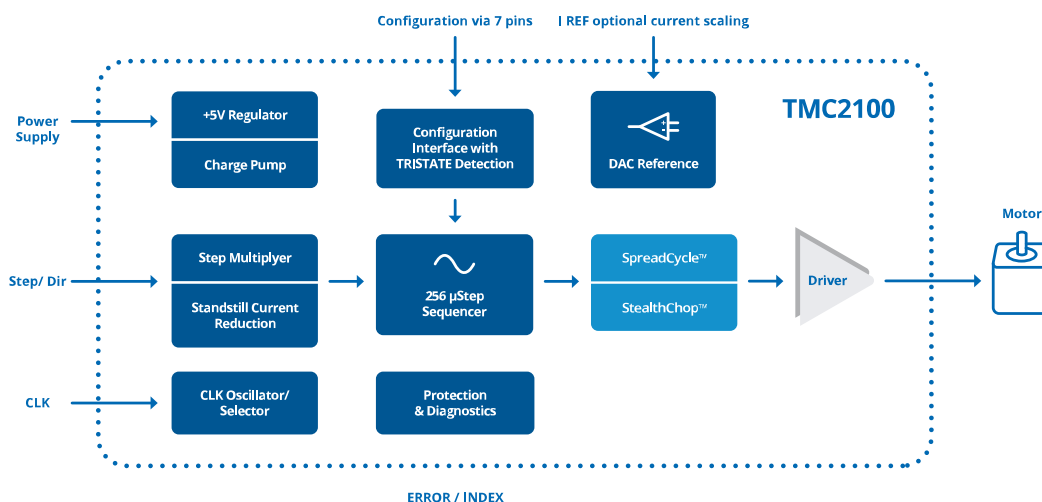 Configuration via 7 pins
I REF optional current scaling
Power
Supply
+5V Regulator
Charge Pump
Configuration
Interface with
TRISTATE Detection
DAC Reference
TMC2100
Step/ Dir
Step Multiplyer
Standstill Current
Reduction
256 µStep
Sequencer
SpreadCycle™
StealthChop™
Driver
Motor
CLK
CLK Oscillator/
Selector
Protection
& Diagnostics
ERROR / INDEX